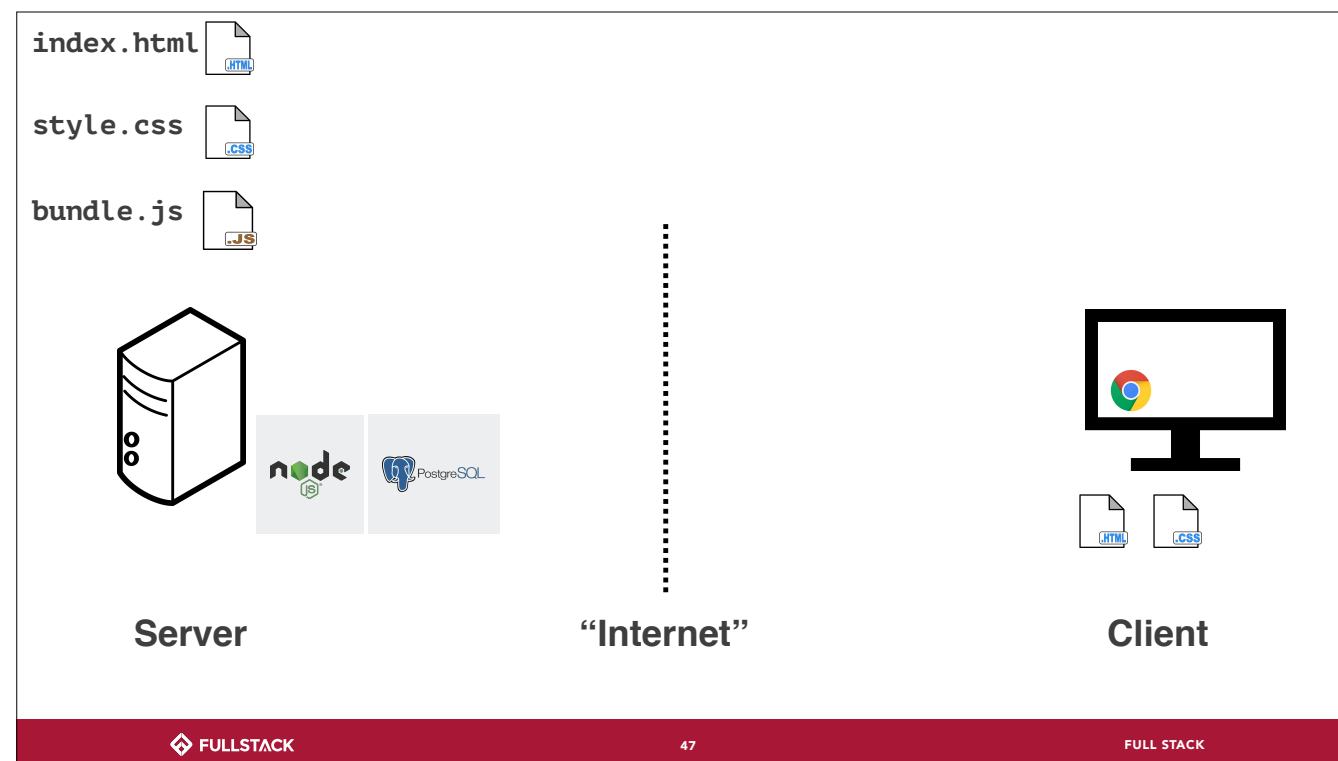 index.html
.HTML
style.css
.CSS
bundle.js
.JS
node
JS
PostgreSQL
.HTML
.CSS
Server
“Internet”
Client
FULLSTACK
47
FULL STACK